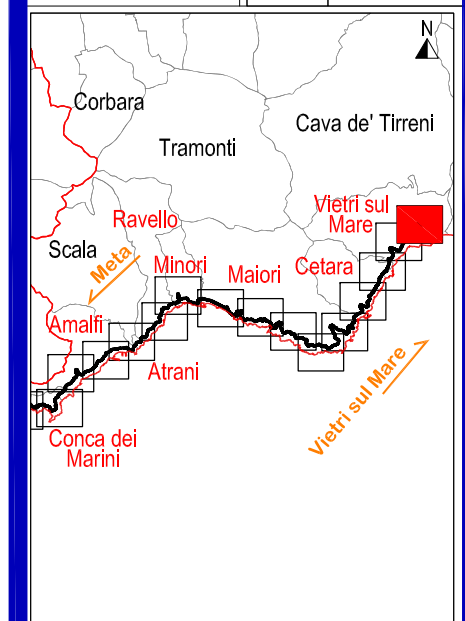 N
Corbara
Cava de' Tirreni
Tramonti
Vietri sul
Mare
Ravello
Scala
Meta
Minori
Maiori
Cetara
Amalfi
Atrani
Vietri sul Mare
Conca dei
Marini